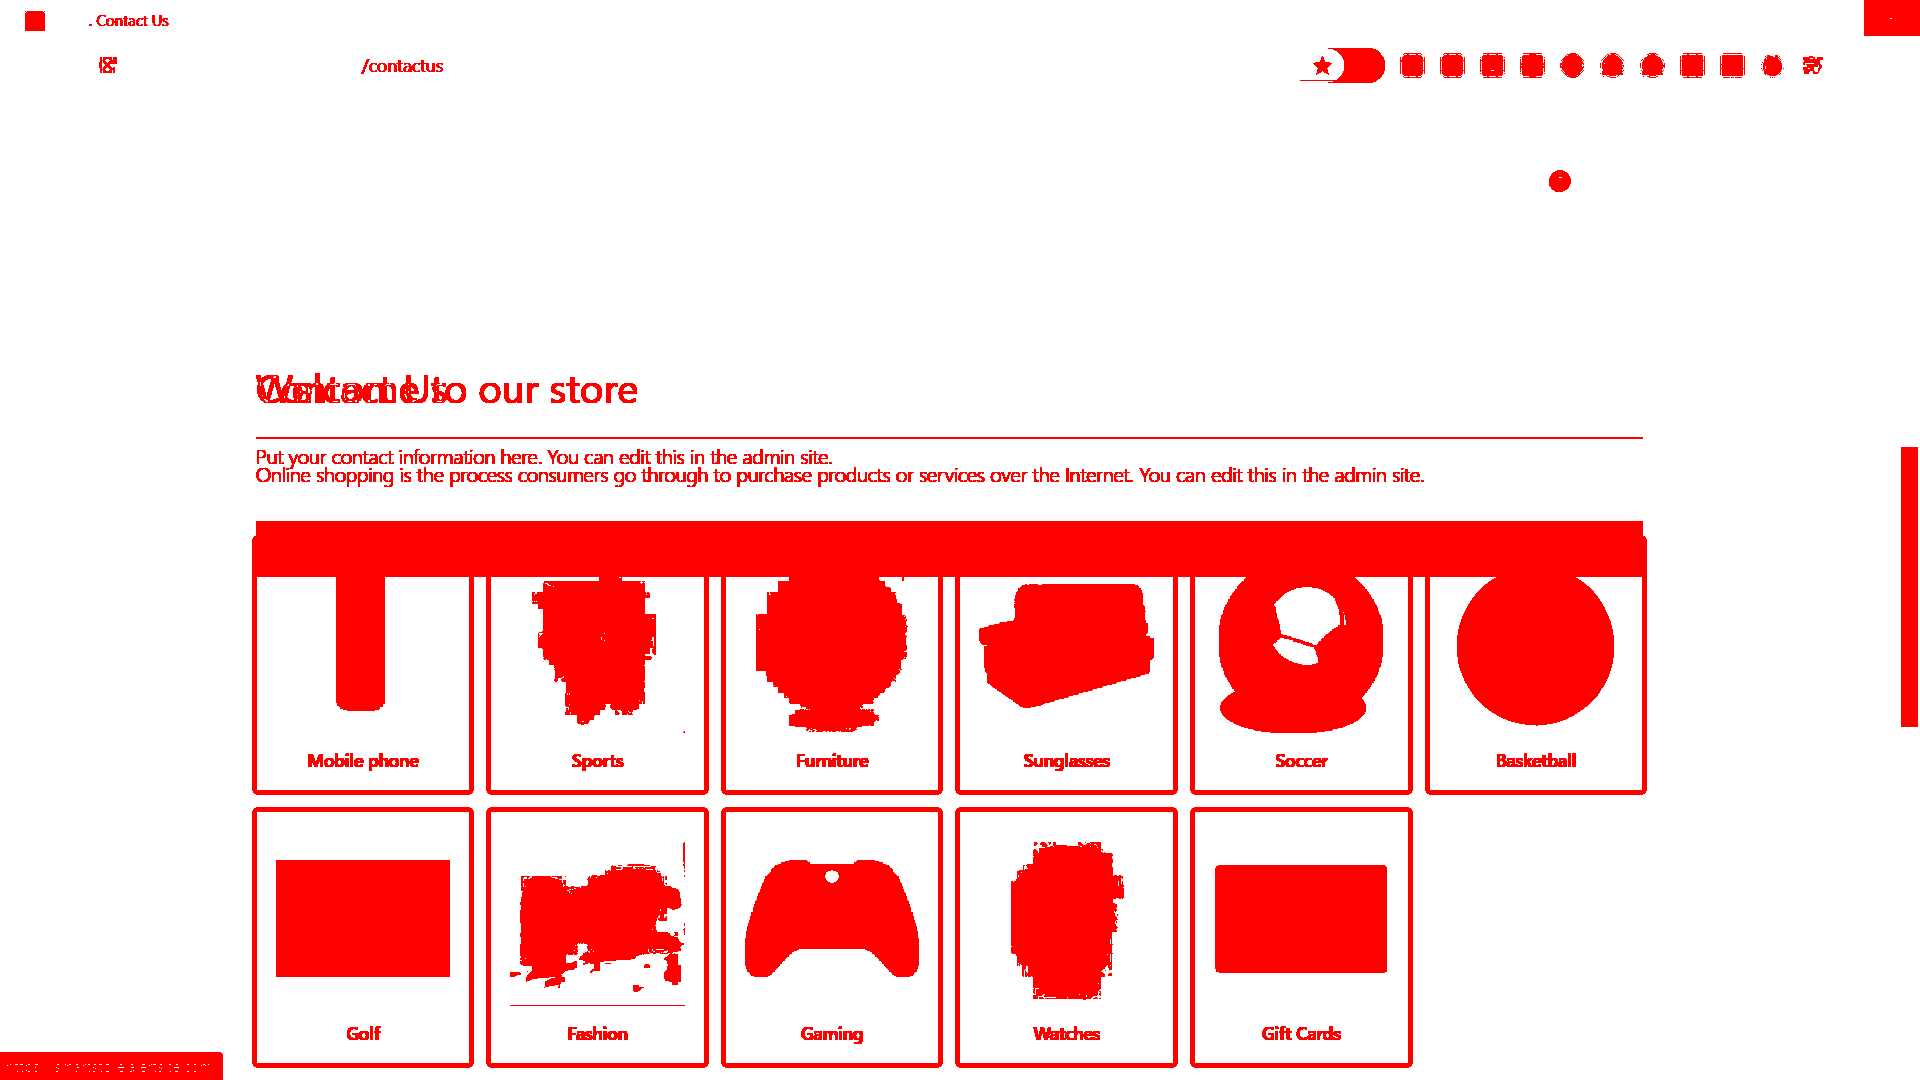 . Contact Us
/contactus
Welcome to our store
Contact Us
Put your contact information here. You can edit this in the admin site.
Online shopping is the process consumers go through to purchase products or services over the Internet. You can edit this in the admin site.
Mobile phone
Sports
Furniture
Sunglasses
Soccer
Basketball
Golf
Fashion
Gaming
Watches
Gift Cards